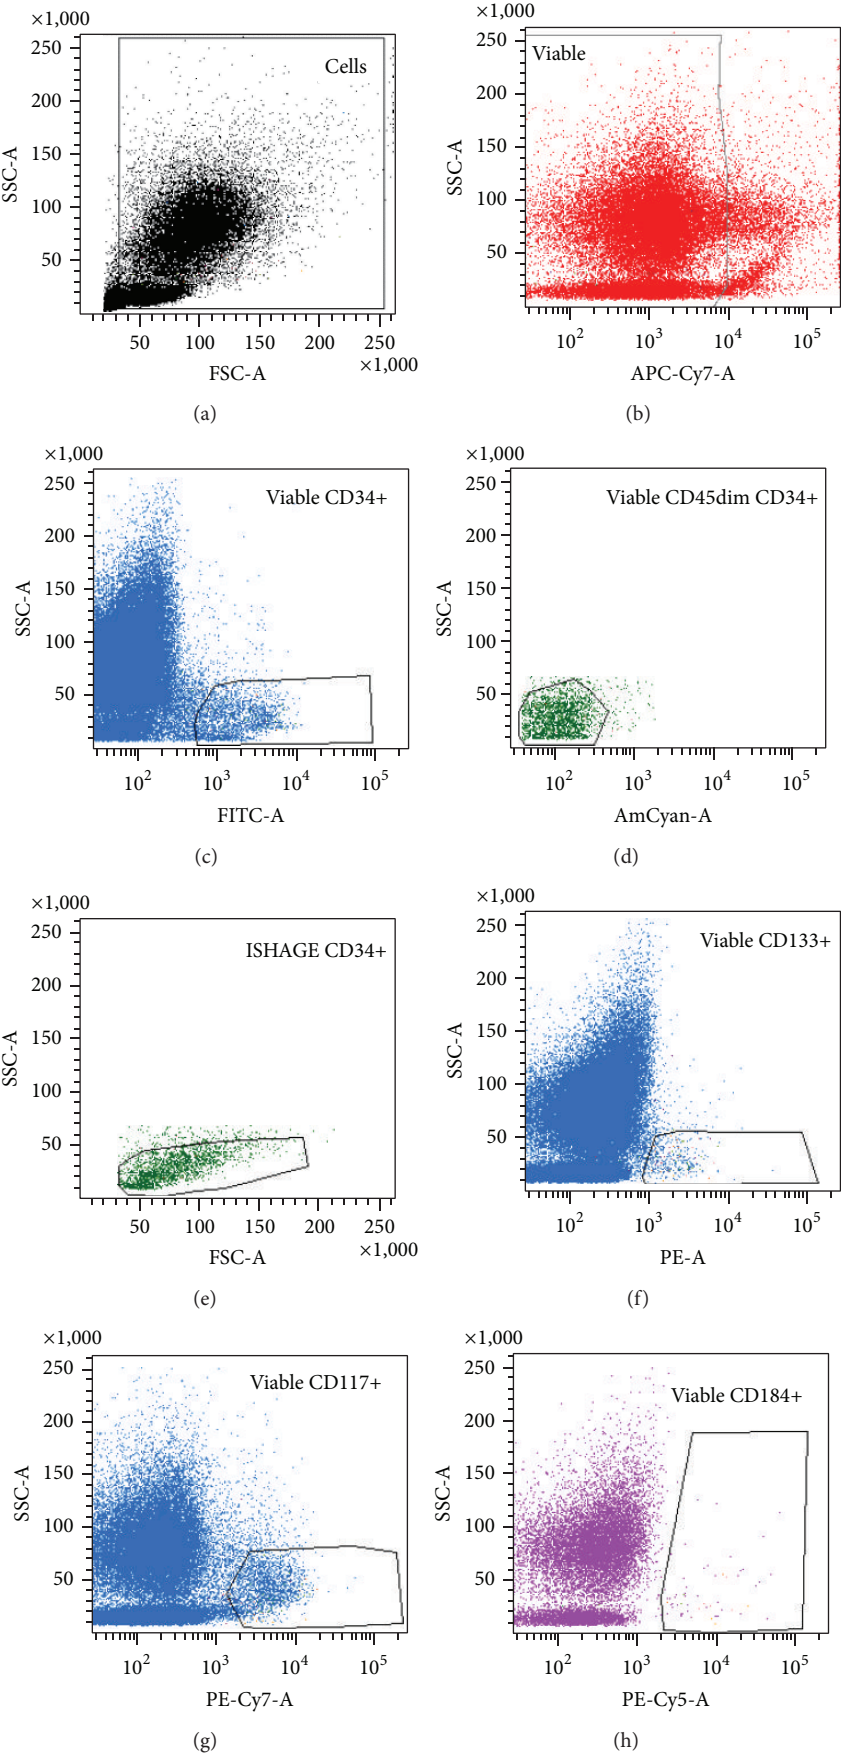 ×1,000
250
200
150
100
50
SSC-A
Cells
50 100 150 200 250
×1,000
FSC-A
(a)
×1,000
250
200
150
100
50
SSC-A
Viable
10² 10³ 10⁴ 10⁵
APC-Cy7-A
(b)
×1,000
250
200
150
100
50
SSC-A
Viable CD34+
10² 10³ 10⁴ 10⁵
FITC-A
(c)
×1,000
250
200
150
100
50
SSC-A
Viable CD45dim CD34+
10² 10³ 10⁴ 10⁵
AmCyan-A
(d)
×1,000
250
200
150
100
50
SSC-A
ISHAGE CD34+
50 100 150 200 250
×1,000
FSC-A
(e)
×1,000
250
200
150
100
50
SSC-A
Viable CD133+
10² 10³ 10⁴ 10⁵
PE-A
(f)
×1,000
250
200
150
100
50
SSC-A
Viable CD117+
10² 10³ 10⁴ 10⁵
PE-Cy7-A
(g)
×1,000
250
200
150
100
50
SSC-A
Viable CD184+
10² 10³ 10⁴ 10⁵
PE-Cy5-A
(h)